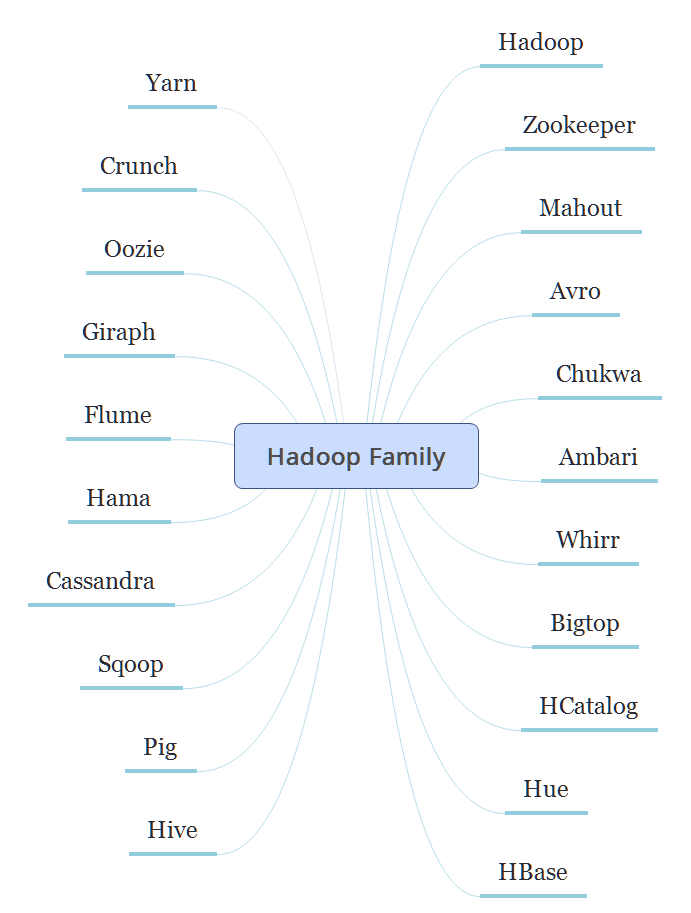 Hadoop Family
Hadoop
Zookeeper
Mahout
Avro
Chukwa
Ambari
Whirr
Bigtop
HCatalog
Hue
HBase
Yarn
Crunch
Oozie
Giraph
Flume
Hama
Cassandra
Sqoop
Pig
Hive